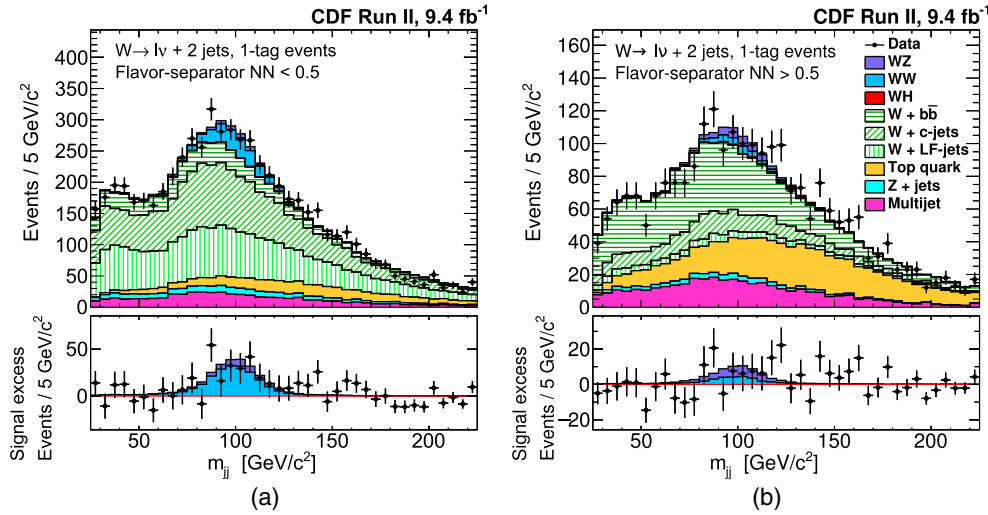 CDF Run II, 9.4 fb⁻¹
W→ lν + 2 jets, 1-tag events
Flavor-separator NN < 0.5
Events / 5 GeV/c²
400
350
300
250
200
150
100
50
0
Signal excess
Events / 5 GeV/c²
50
0
50 100 150 200
m_jj [GeV/c²]
(a)
CDF Run II, 9.4 fb⁻¹
W→ lν + 2 jets, 1-tag events
Flavor-separator NN > 0.5
Data
WZ
WW
WH
W + bb̅
W + c-jets
W + LF-jets
Top quark
Z + jets
Multijet
Events / 5 GeV/c²
160
140
120
100
80
60
40
20
0
Signal excess
Events / 5 GeV/c²
20
0
−20
50 100 150 200
m_jj [GeV/c²]
(b)